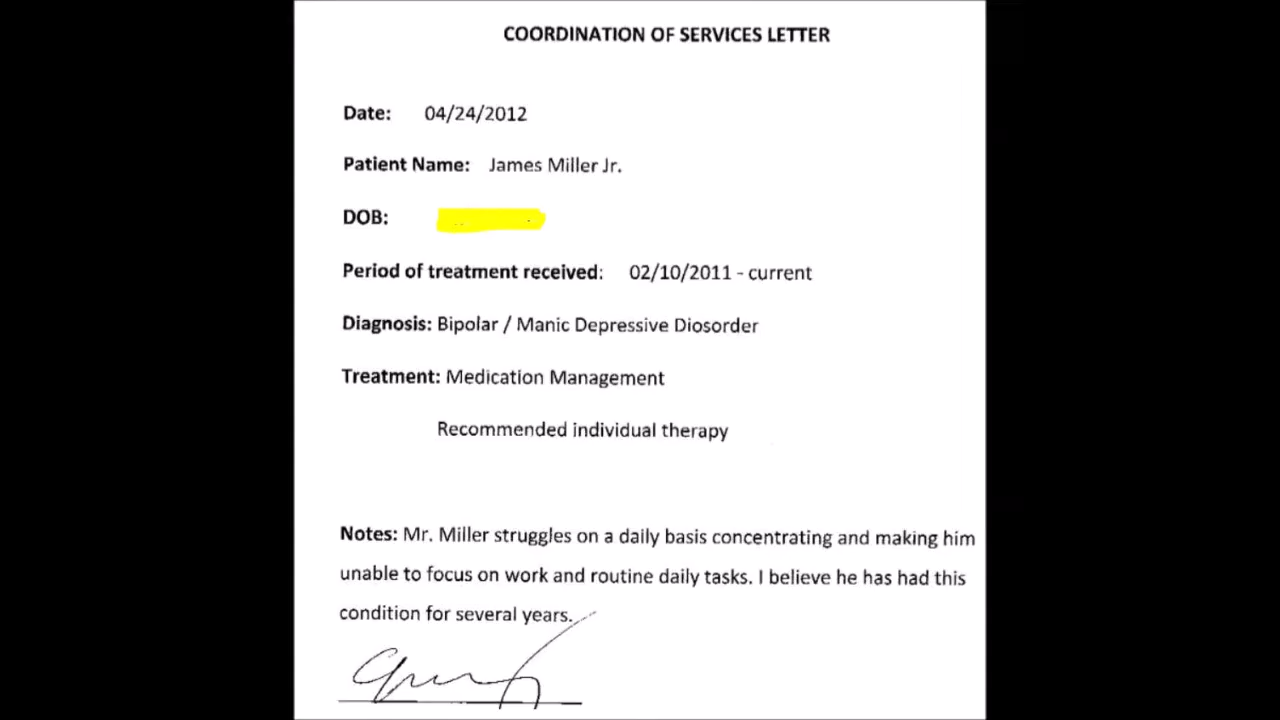 COORDINATION OF SERVICES LETTER
Date: 04/24/2012
Patient Name: James Miller Jr.
DOB:
Period of treatment received: 02/10/2011 - current
Diagnosis: Bipolar / Manic Depressive Diosorder
Treatment: Medication Management
Recommended individual therapy
Notes: Mr. Miller struggles on a daily basis concentrating and making him
unable to focus on work and routine daily tasks. I believe he has had this
condition for several years.